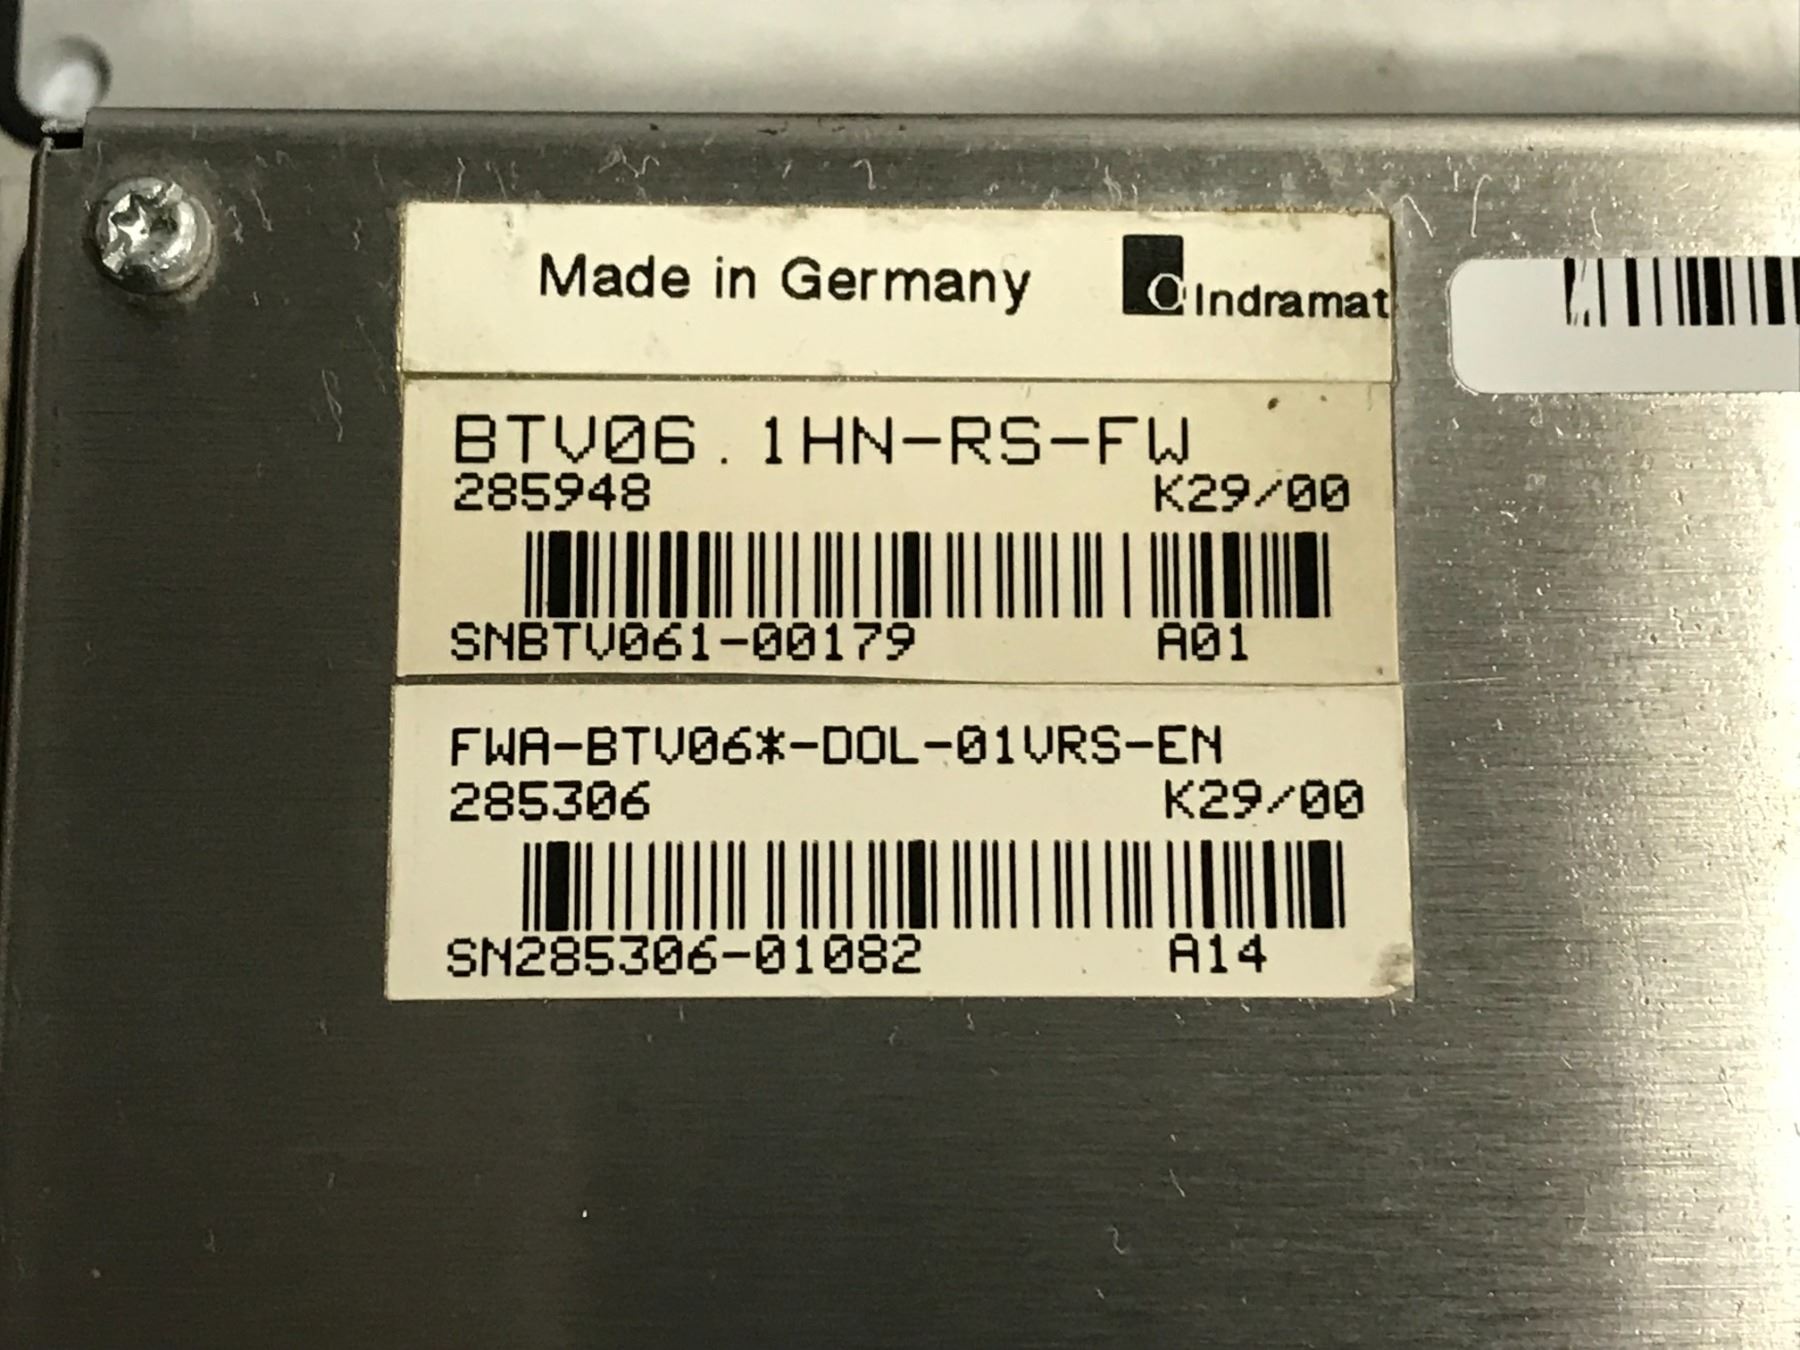 Made in Germany Indramat
BTV06.1HN-RS-FW
285948 K29/00
SNBTV061-00179 A01
FWA-BTV06*-DOL-01VRS-EN
285306 K29/00
SN285306-01082 A14